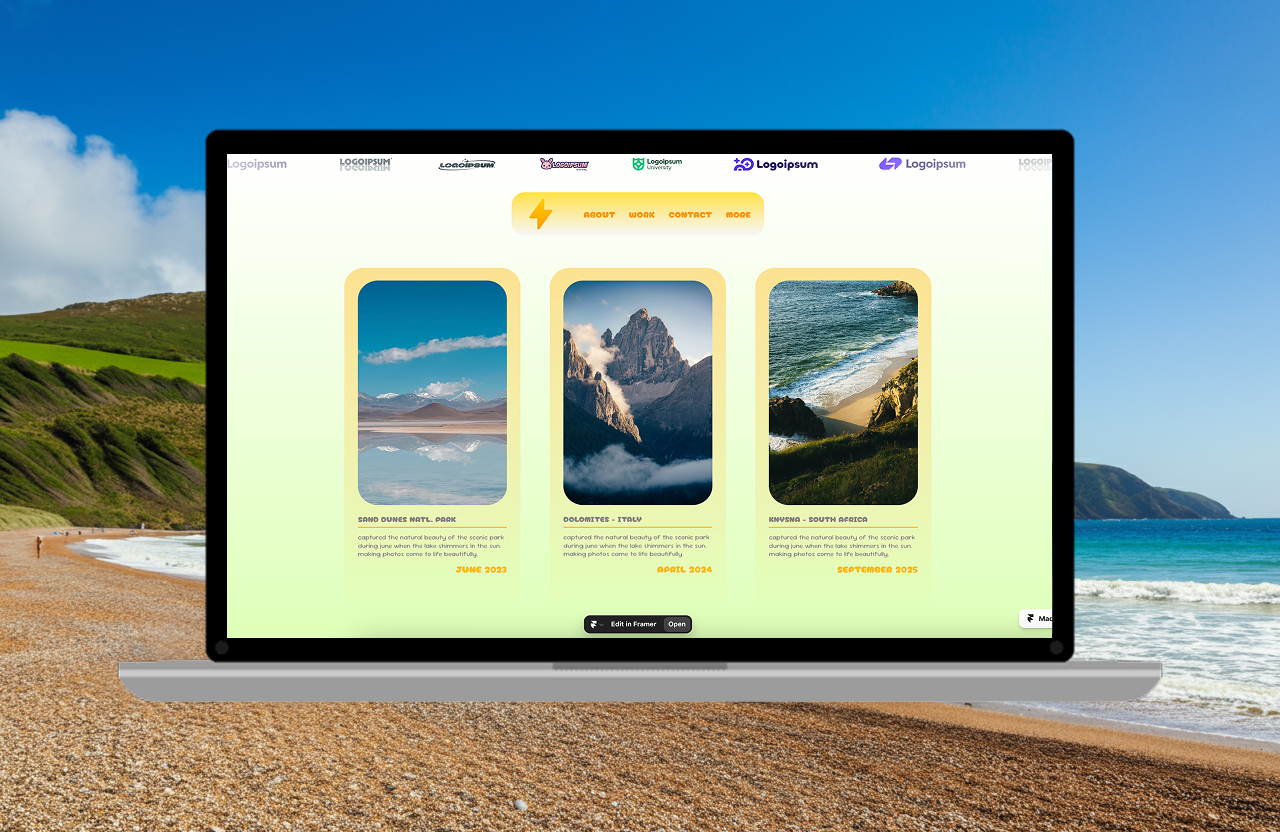 Logoipsum
LOGOIPSUM
LOGOIPSUM
LOGOIPSUM
Logoipsum
University
Logoipsum
Logoipsum
ABOUT WORK CONTACT MORE
SAND DUNES NATL. PARK
captured the natural beauty of the scenic park
during june when the lake shimmers in the sun.
making photos come to life beautifully.
JUNE 2023
DOLOMITES - ITALY
captured the natural beauty of the scenic park
during june when the lake shimmers in the sun.
making photos come to life beautifully.
APRIL 2024
KNYSNA - SOUTH AFRICA
captured the natural beauty of the scenic park
during june when the lake shimmers in the sun.
making photos come to life beautifully.
SEPTEMBER 2025
Edit in Framer Open